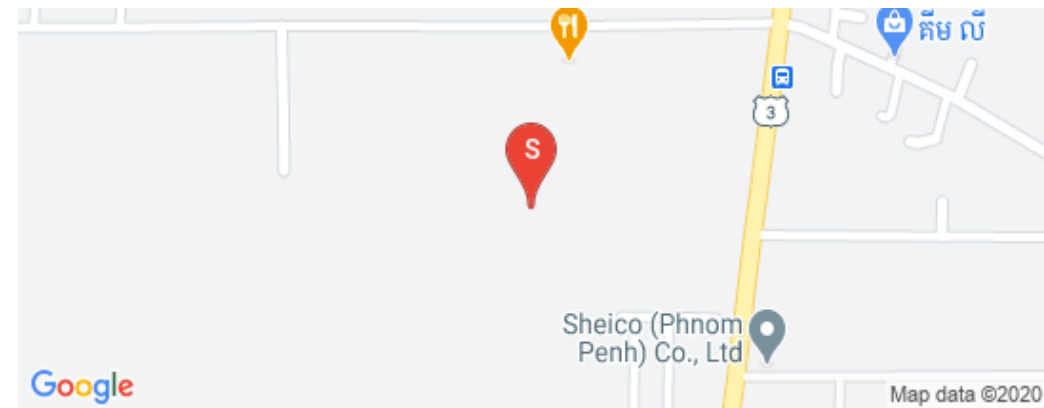 គីម លី
3
S
Sheico (Phnom
Penh) Co., Ltd
Google
Map data ©2020